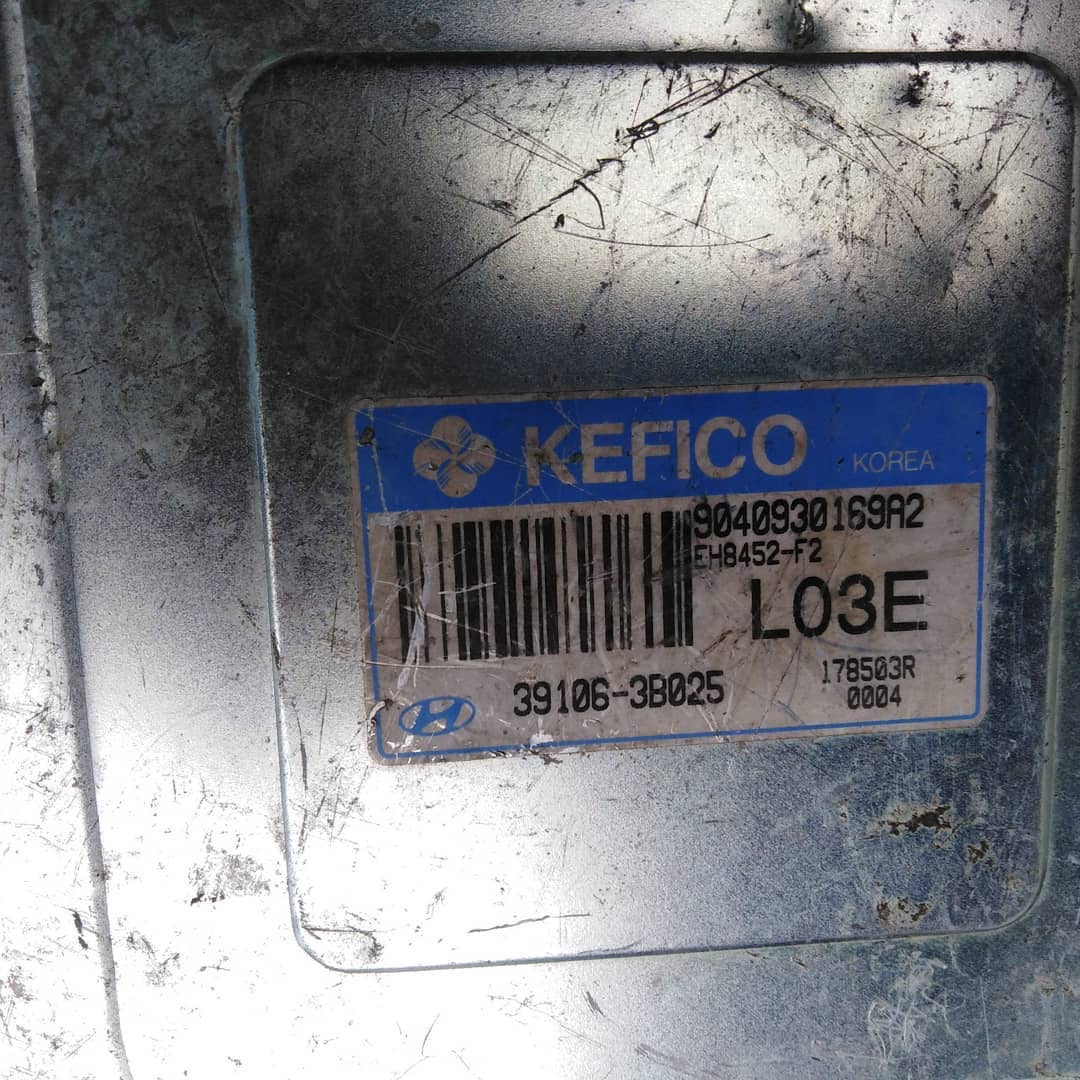 KEFICO KOREA
9040930169A2
EH8452-F2
L03E
39106-3B025
178503R
0004